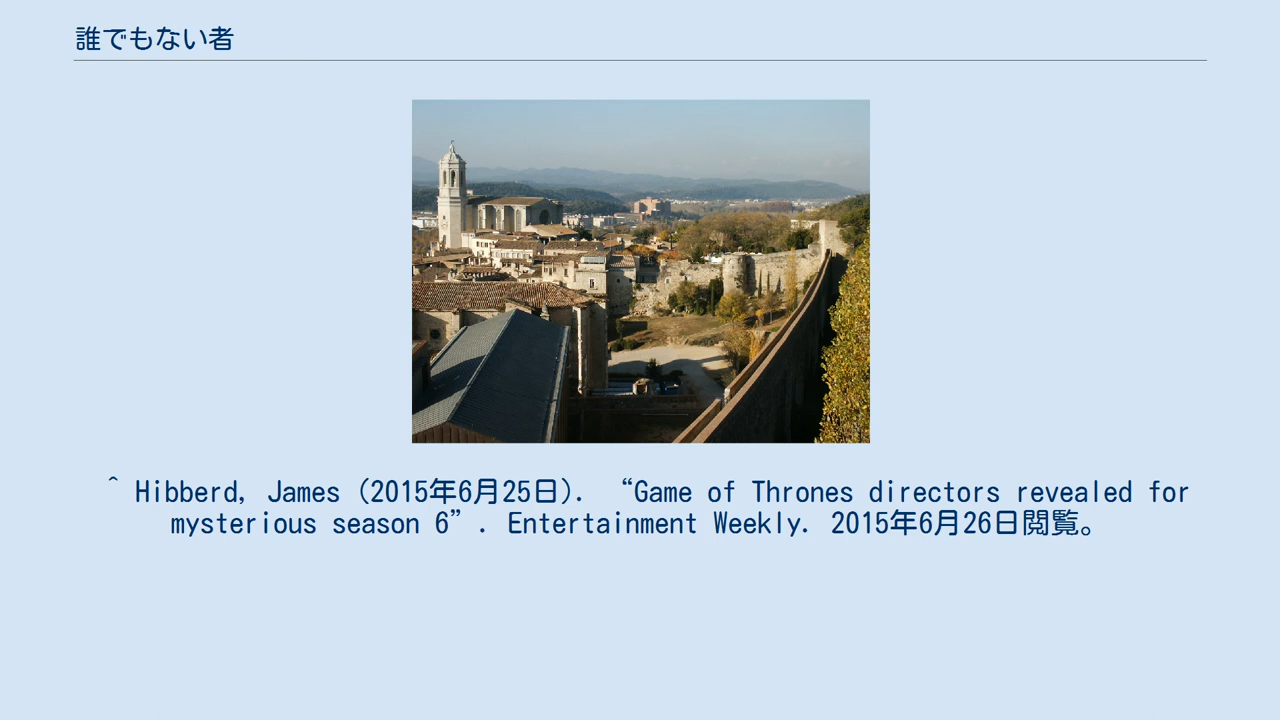 誰でもない者
^ Hibberd, James (2015年6月25日). “Game of Thrones directors revealed for
mysterious season 6”. Entertainment Weekly. 2015年6月26日閲覧。